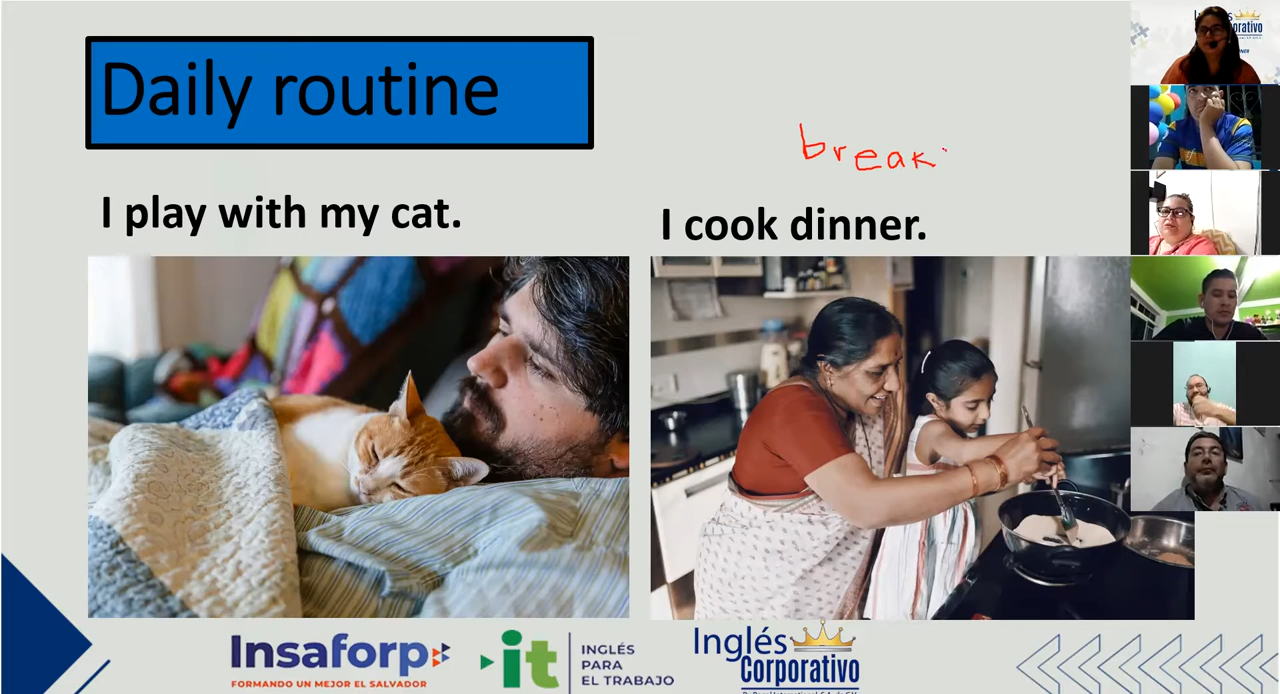 Daily routine
break
I play with my cat.
I cook dinner.
Insaforp
FORMANDO UN MEJOR EL SALVADOR
it
INGLÉS
PARA
EL TRABAJO
Inglés
Corporativo